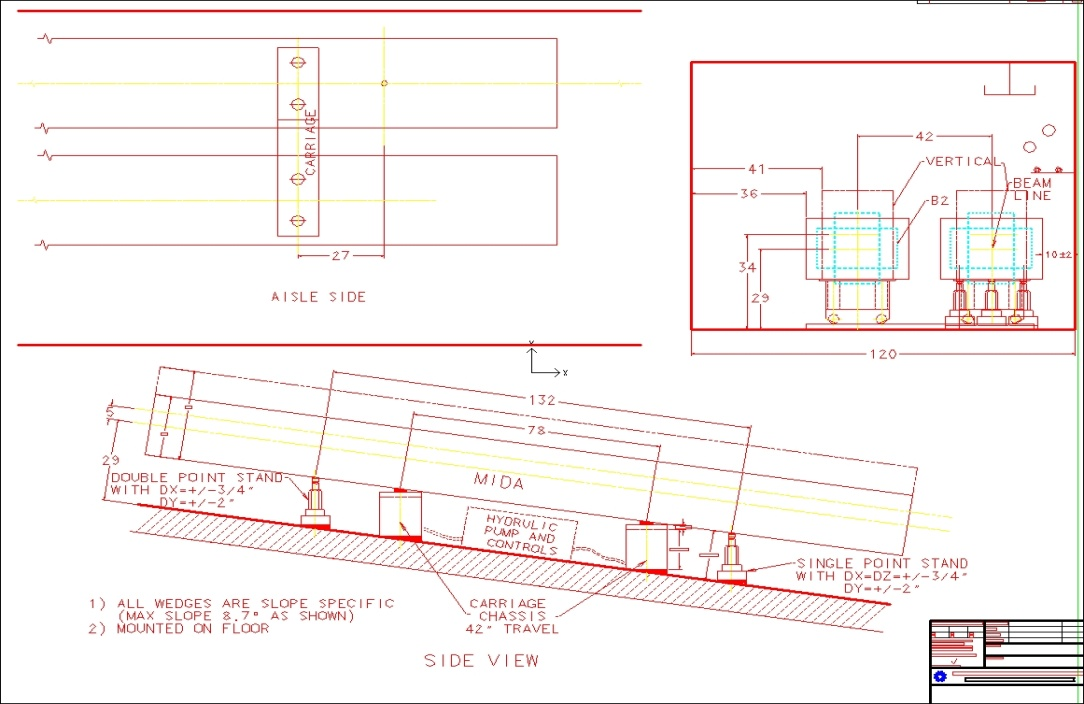 CARRIAGE
27
AISLE SIDE
42
VERTICAL
41
BEAM
LINE
36
B2
10±2
34
29
120
Y
X
132
78
5
29
MIDA
DOUBLE POINT STAND
WITH DX=+/-3/4"
DY=+/-2"
HYDRULIC
PUMP AND
CONTROLS
SINGLE POINT STAND
WITH DX=DZ=+/-3/4"
DY=+/-2"
1) ALL WEDGES ARE SLOPE SPECIFIC
(MAX SLOPE 8.7° AS SHOWN)
2) MOUNTED ON FLOOR
CARRIAGE
CHASSIS
42" TRAVEL
SIDE VIEW